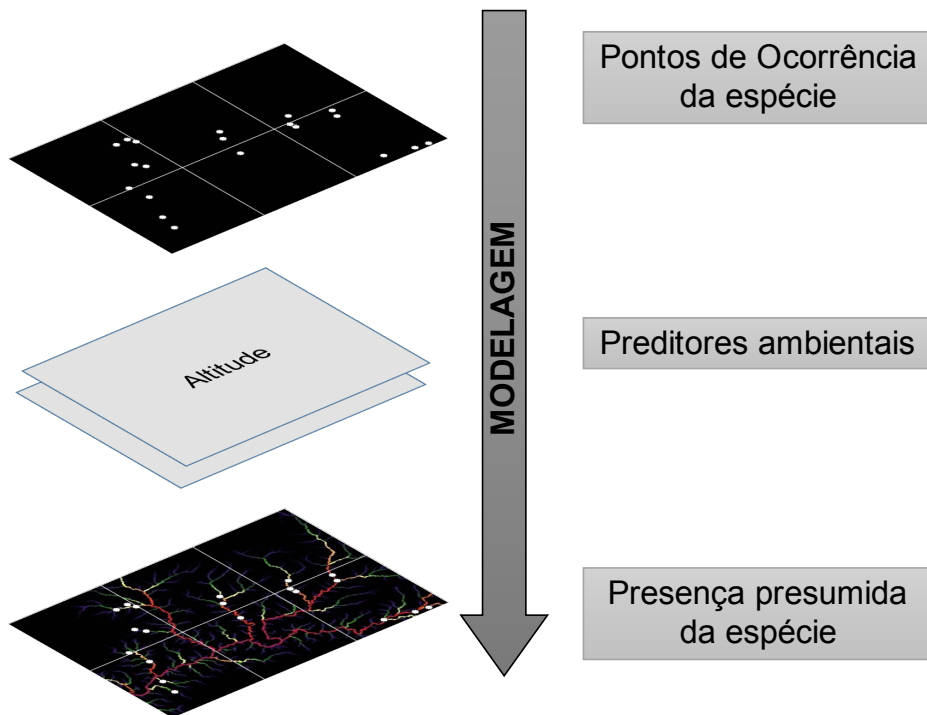 Pontos de Ocorrência
da espécie
MODELAGEM
Altitude
Preditores ambientais
Presença presumida
da espécie